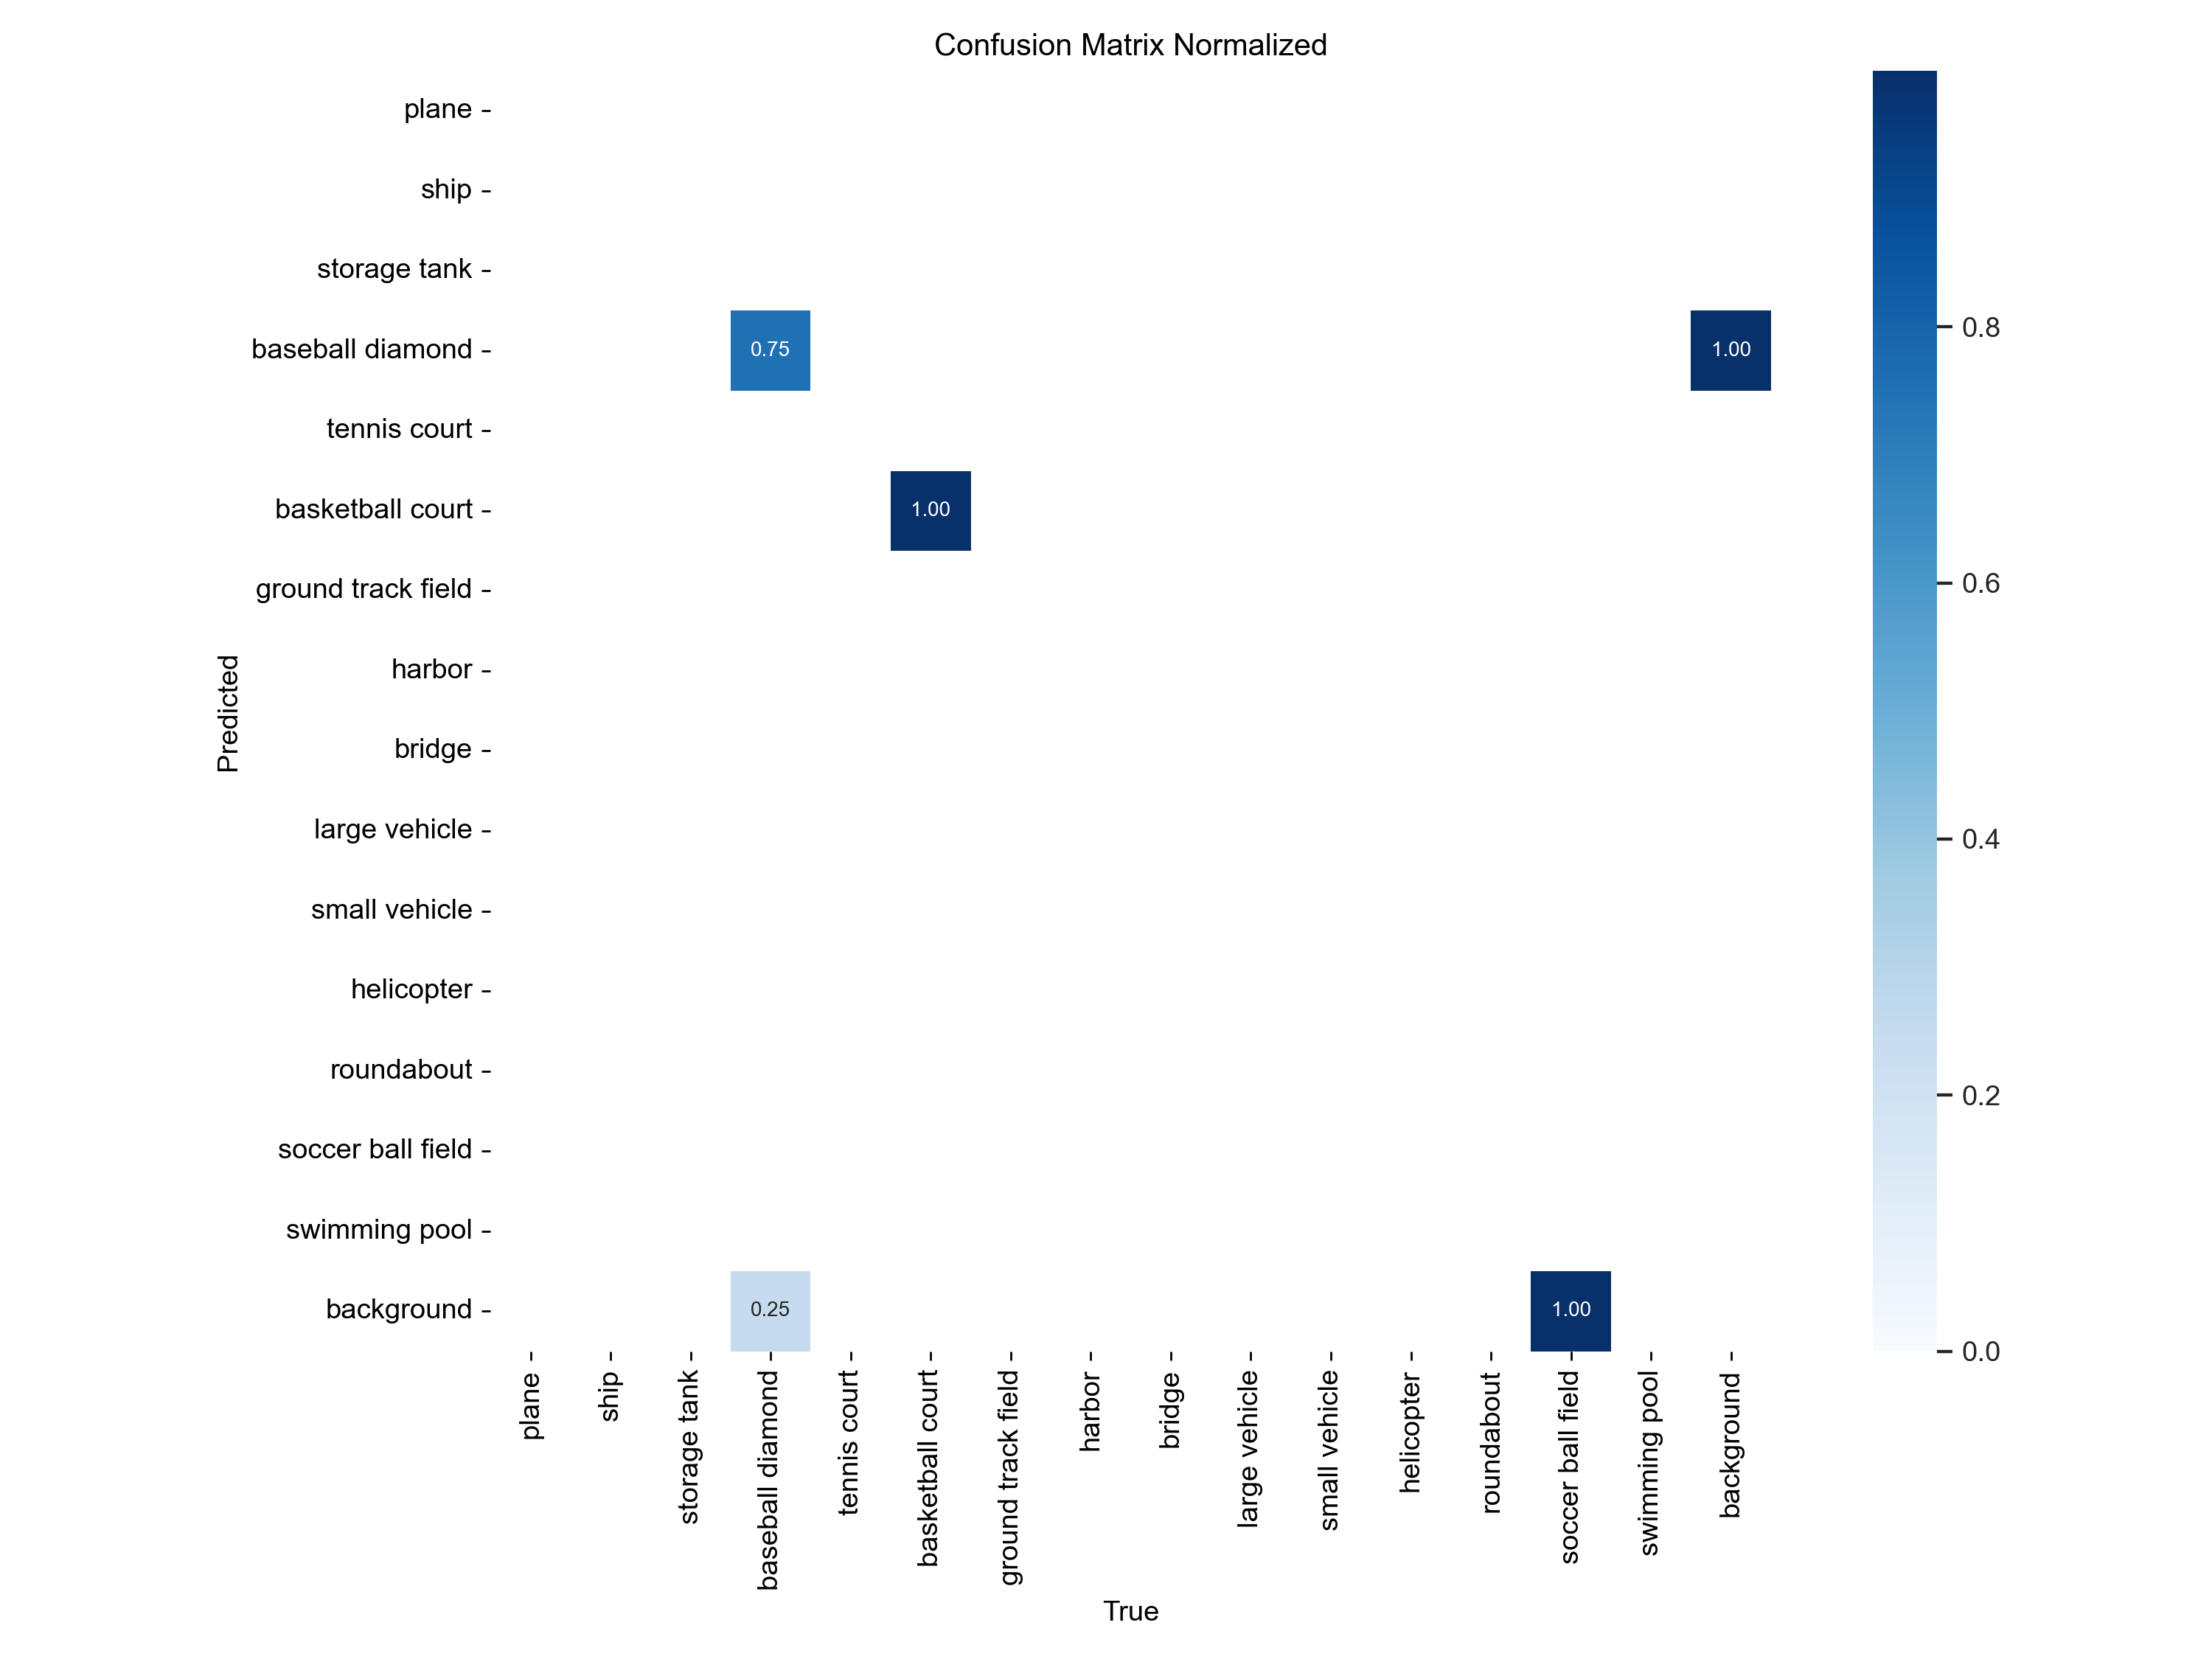 Confusion Matrix Normalized
plane
ship
storage tank
baseball diamond
0.75
1.00
tennis court
basketball court
1.00
ground track field
harbor
bridge
large vehicle
small vehicle
helicopter
roundabout
soccer ball field
swimming pool
background
0.25
1.00
Predicted
plane
ship
storage tank
baseball diamond
tennis court
basketball court
ground track field
harbor
bridge
large vehicle
small vehicle
helicopter
roundabout
soccer ball field
swimming pool
background
True
0.8
0.6
0.4
0.2
0.0